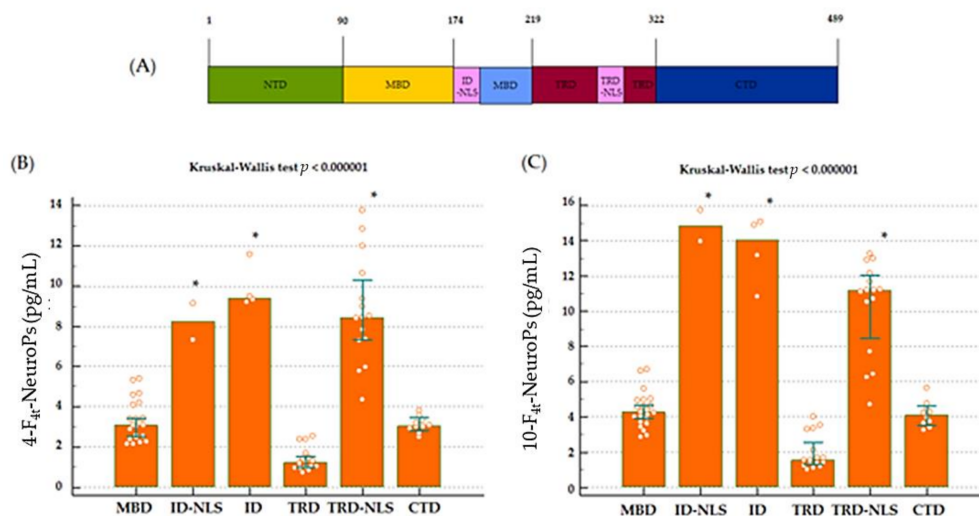 1 90 174 219 322 489
(A)
NTD MBD ID -NLS MBD TRD TRD -NLS TRD CTD
(B)
Kruskal-Wallis test p < 0.000001
4-F4t-NeuroPs (pg/mL)
14
12
10
8
6
4
2
0
* * *
MBD ID-NLS ID TRD TRD-NLS CTD
(C)
Kruskal-Wallis test p < 0.000001
10-F4t-NeuroPs (pg/mL)
16
14
12
10
8
6
4
2
0
* * *
MBD ID-NLS ID TRD TRD-NLS CTD